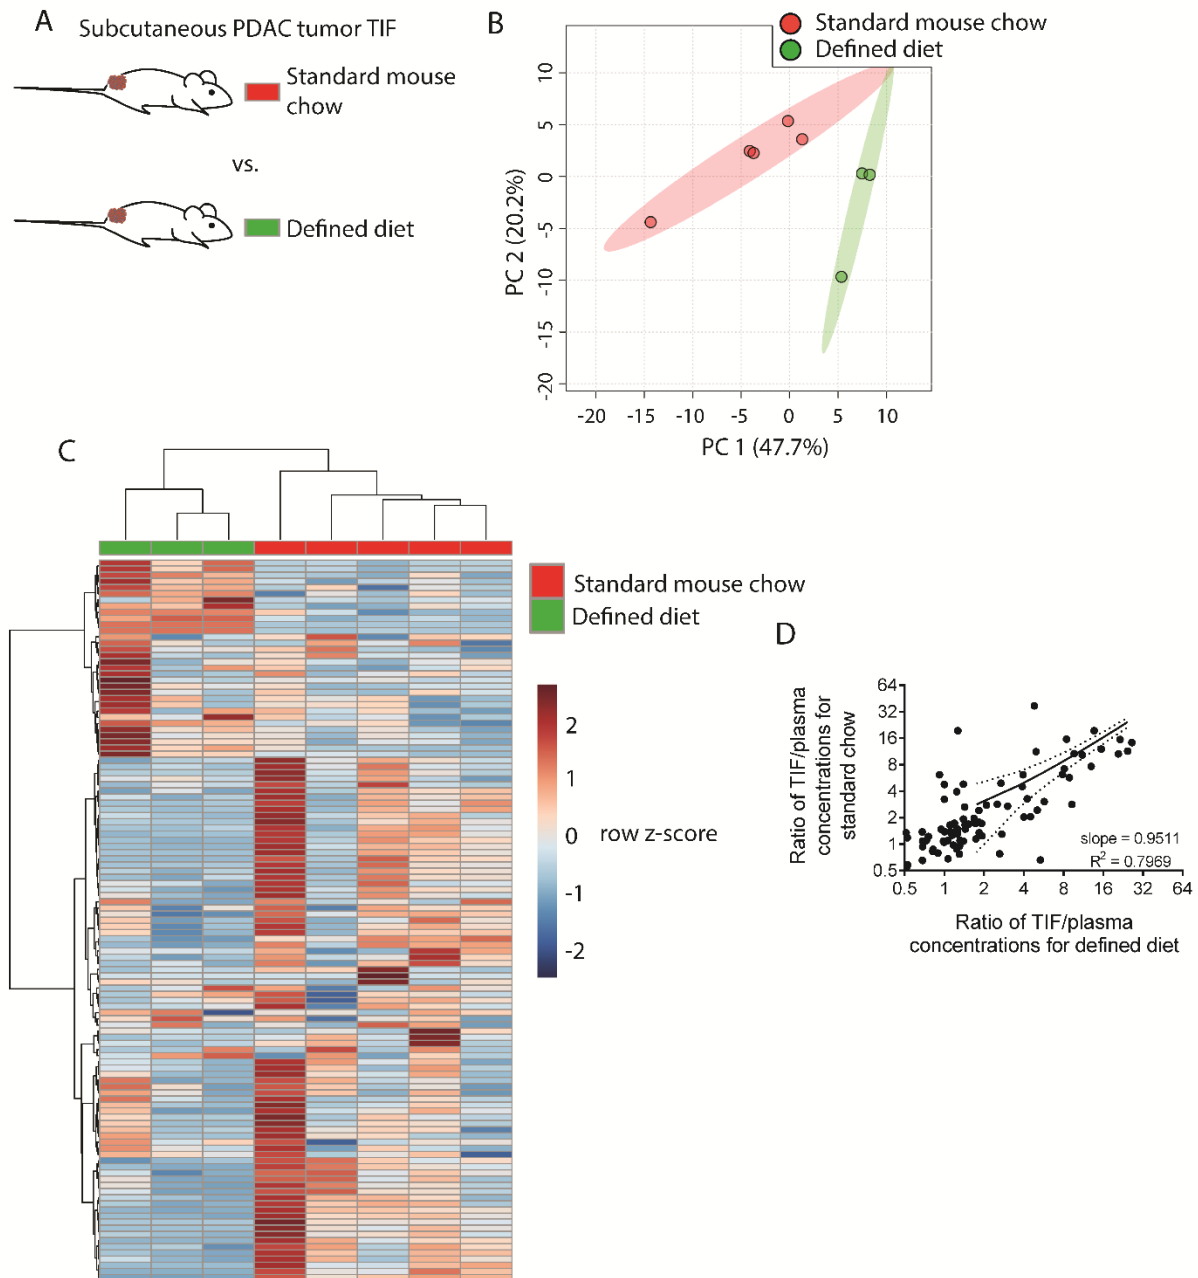 A
Subcutaneous PDAC tumor TIF
Standard mouse
chow
vs.
Defined diet
B
Standard mouse chow
Defined diet
PC 2 (20.2%)
10
5
0
-5
-10
-15
-20
-20 -15 -10 -5 0 5 10
PC 1 (47.7%)
C
Standard mouse chow
Defined diet
2
1
0
-1
-2
row z-score
D
Ratio of TIF/plasma
concentrations for
standard chow
64
32
16
8
4
2
1
0.5
slope = 0.9511
R² = 0.7969
0.5 1 2 4 8 16 32 64
Ratio of TIF/plasma
concentrations for defined diet